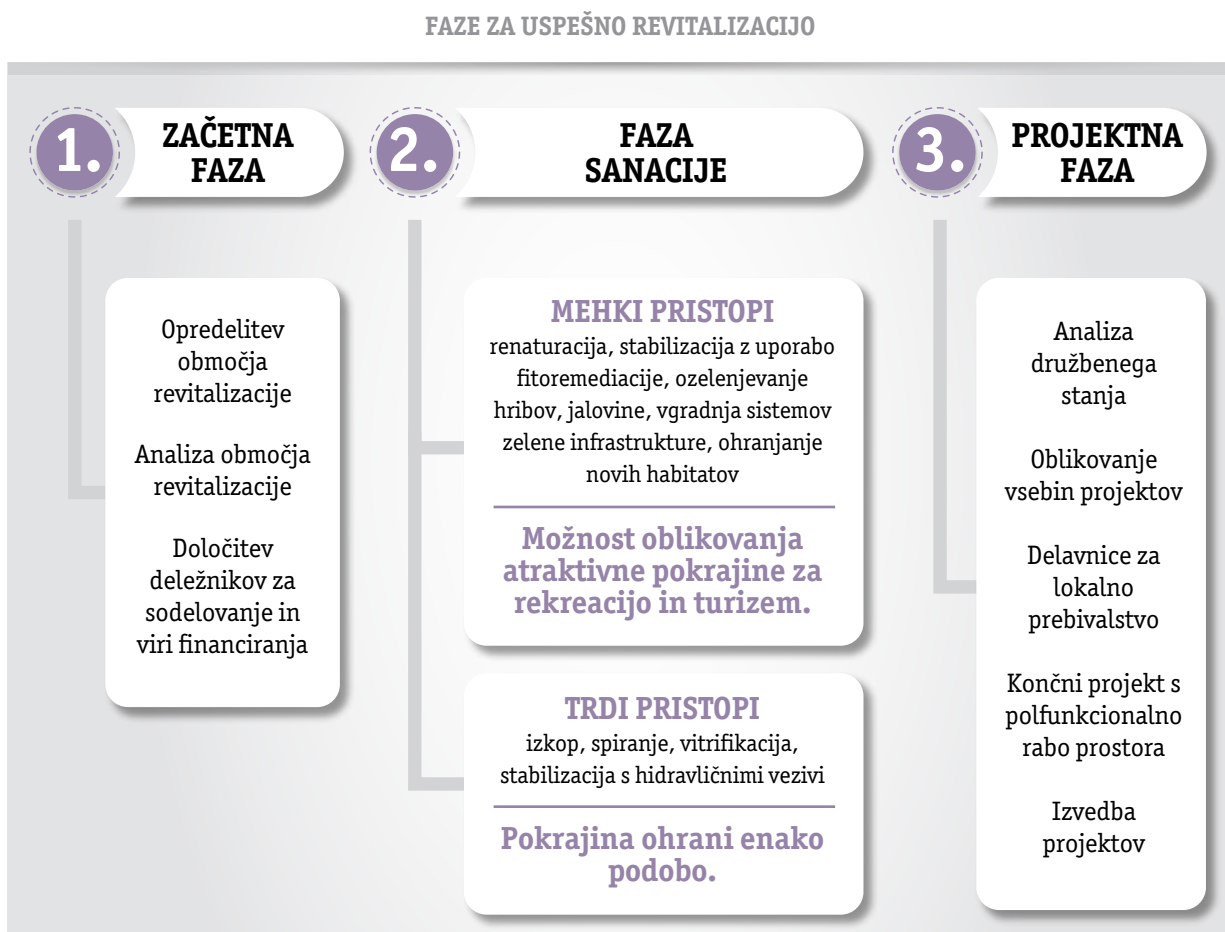 FAZE ZA USPEŠNO REVITALIZACIJO
1.
ZAČETNA
FAZA
Opredelitev
območja
revitalizacije
Analiza območja
revitalizacije
Določitev
deležnikov za
sodelovanje in
viri financiranja
2.
FAZA
SANACIJE
MEHKI PRISTOPI
renaturacija, stabilizacija z uporabo
fitoremediacije, ozelenjevanje
hribov, jalovine, vgradnja sistemov
zelene infrastrukture, ohranjanje
novih habitatov
Možnost oblikovanja
atraktivne pokrajine za
rekreacijo in turizem.
TRDI PRISTOPI
izkop, spiranje, vitrifikacija,
stabilizacija s hidravličnimi vezivi
Pokrajina ohrani enako
podobo.
3.
PROJEKTNA
FAZA
Analiza
družbenega
stanja
Oblikovanje
vsebin projektov
Delavnice za
lokalno
prebivalstvo
Končni projekt s
polfunkcionalno
rabo prostora
Izvedba
projektov